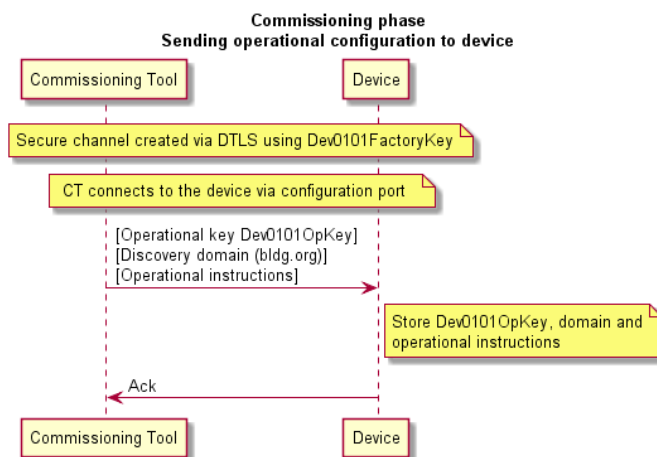 Commissioning phase
Sending operational configuration to device
Commissioning Tool
Device
Secure channel created via DTLS using Dev0101FactoryKey
CT connects to the device via configuration port
[Operational key Dev0101OpKey]
[Discovery domain (bldg.org)]
[Operational instructions]
Store Dev0101OpKey, domain and
operational instructions
Ack
Commissioning Tool
Device